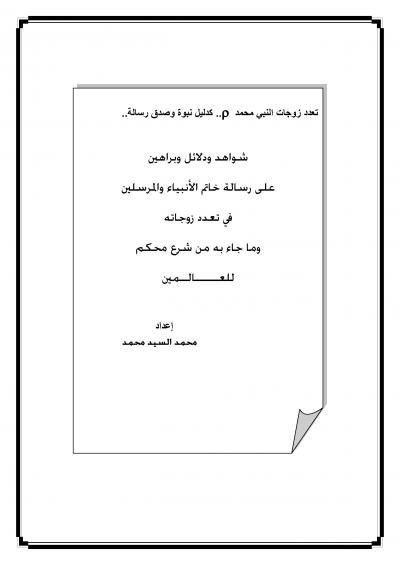 تعدد زوجات النبي محمد ρ.. كدليل نبوة وصدق رسالة..
شواهد ودلائل وبراهين
على رسالة خاتم الأنبياء والمرسلين
في تعدد زوجاته
وما جاء به من شرع محكم
للعـــــــالـــمين
إعداد
محمد السيد محمد